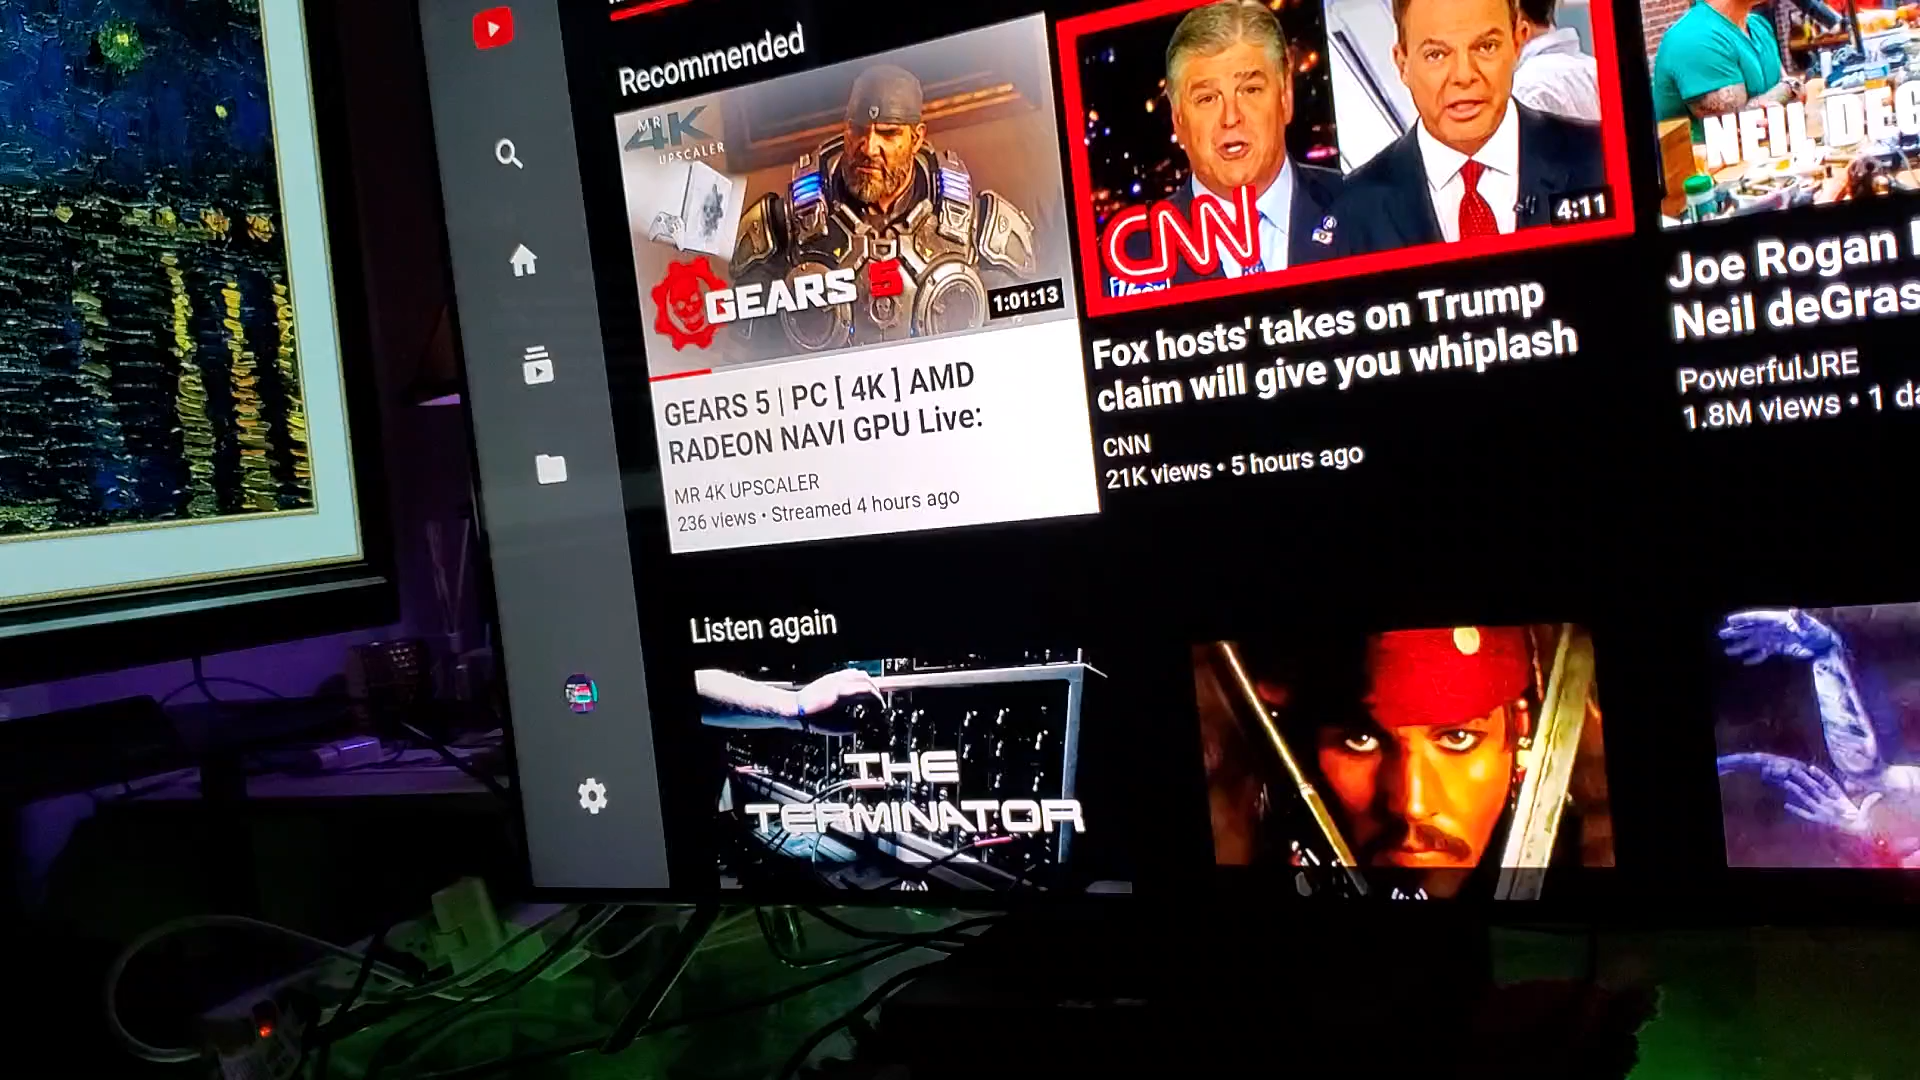 Recommended
MR
4K
UPSCALER
GEARS 5
1:01:13
GEARS 5 | PC [ 4K ] AMD
RADEON NAVI GPU Live:
MR 4K UPSCALER
236 views • Streamed 4 hours ago
CNN
4:11
Fox hosts' takes on Trump
claim will give you whiplash
CNN
21K views • 5 hours ago
NEIL DEG
Joe Rogan
Neil deGras
PowerfulJRE
1.8M views • 1 da
Listen again
THE
TERMINATOR